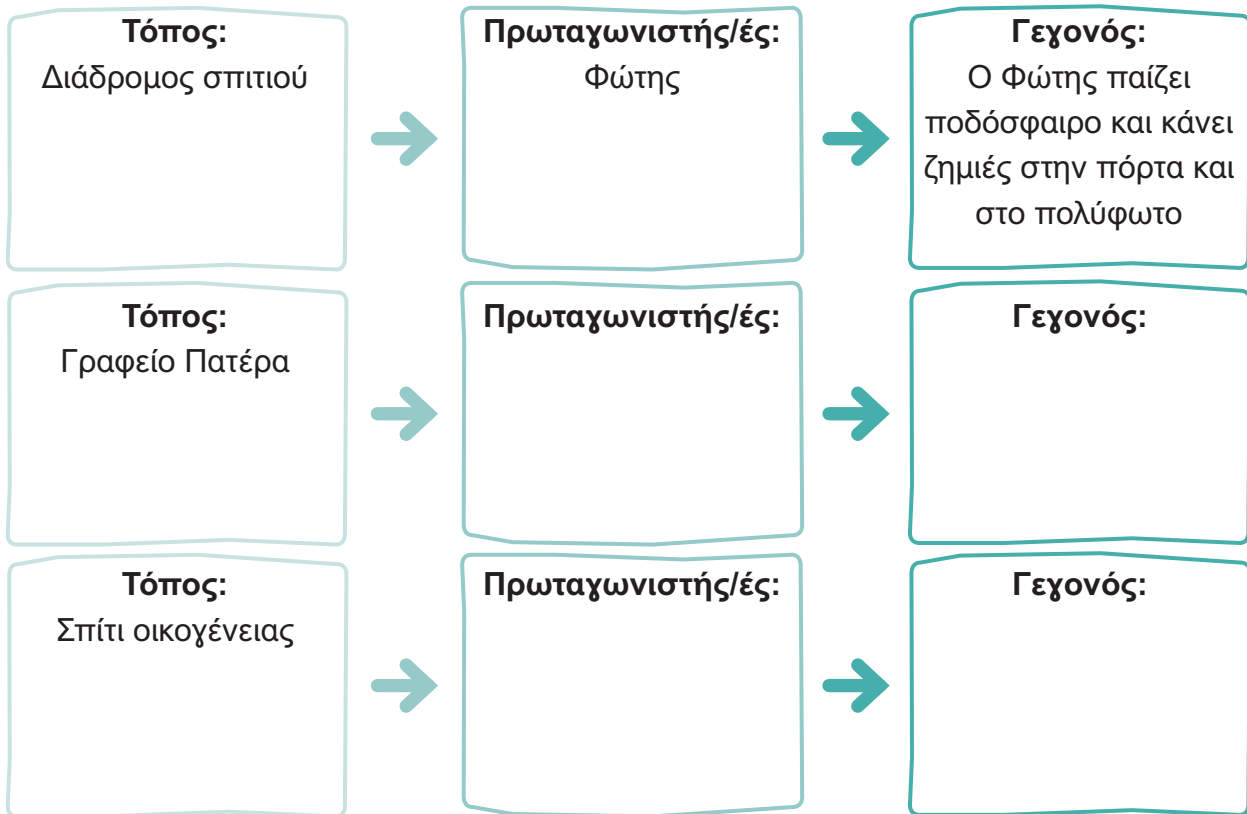 Τόπος:
Διάδρομος σπιτιού
Πρωταγωνιστής/ές:
Φώτης
Γεγονός:
Ο Φώτης παίζει
ποδόσφαιρο και κάνει
ζημιές στην πόρτα και
στο πολύφωτο
Τόπος:
Γραφείο Πατέρα
Πρωταγωνιστής/ές:
Γεγονός:
Τόπος:
Σπίτι οικογένειας
Πρωταγωνιστής/ές:
Γεγονός: